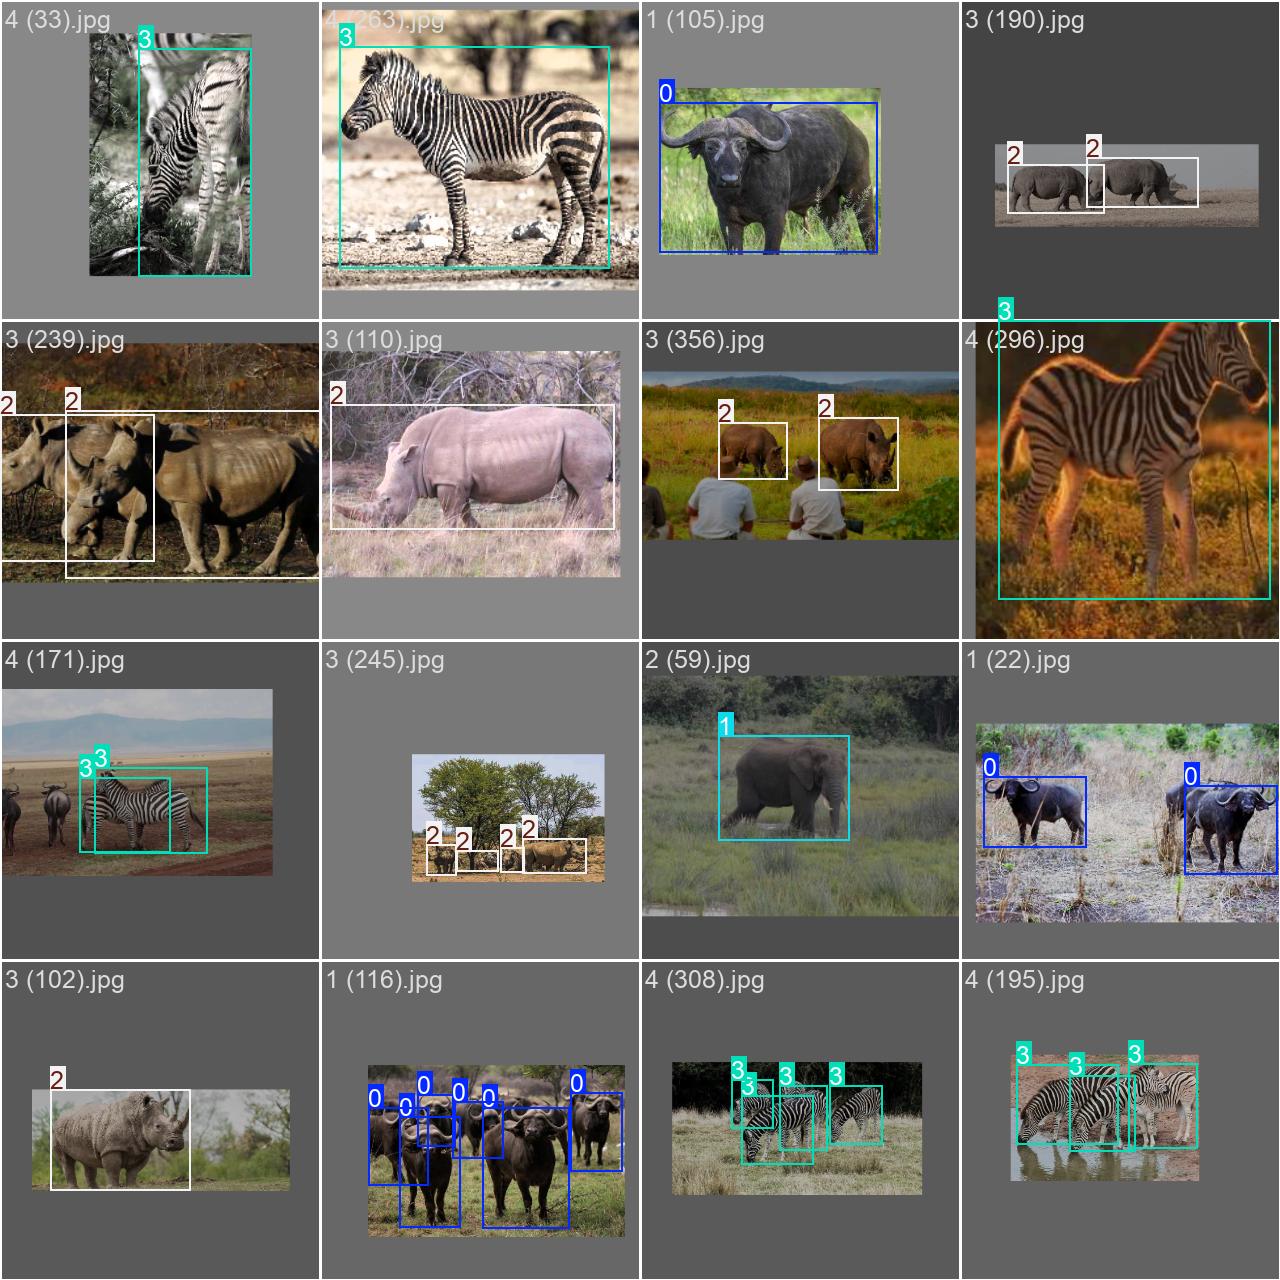 4 (33).jpg
3
4 (263).jpg
3
1 (105).jpg
0
3 (190).jpg
2
2
3 (239).jpg
2
2
3 (110).jpg
2
3 (356).jpg
2
2
4 (296).jpg
3
4 (171).jpg
3
3
3 (245).jpg
2
2
2
2
2 (59).jpg
1
1 (22).jpg
0
0
3 (102).jpg
2
1 (116).jpg
0
0
0
0
0
0
4 (308).jpg
3
3
3
3
4 (195).jpg
3
3
3